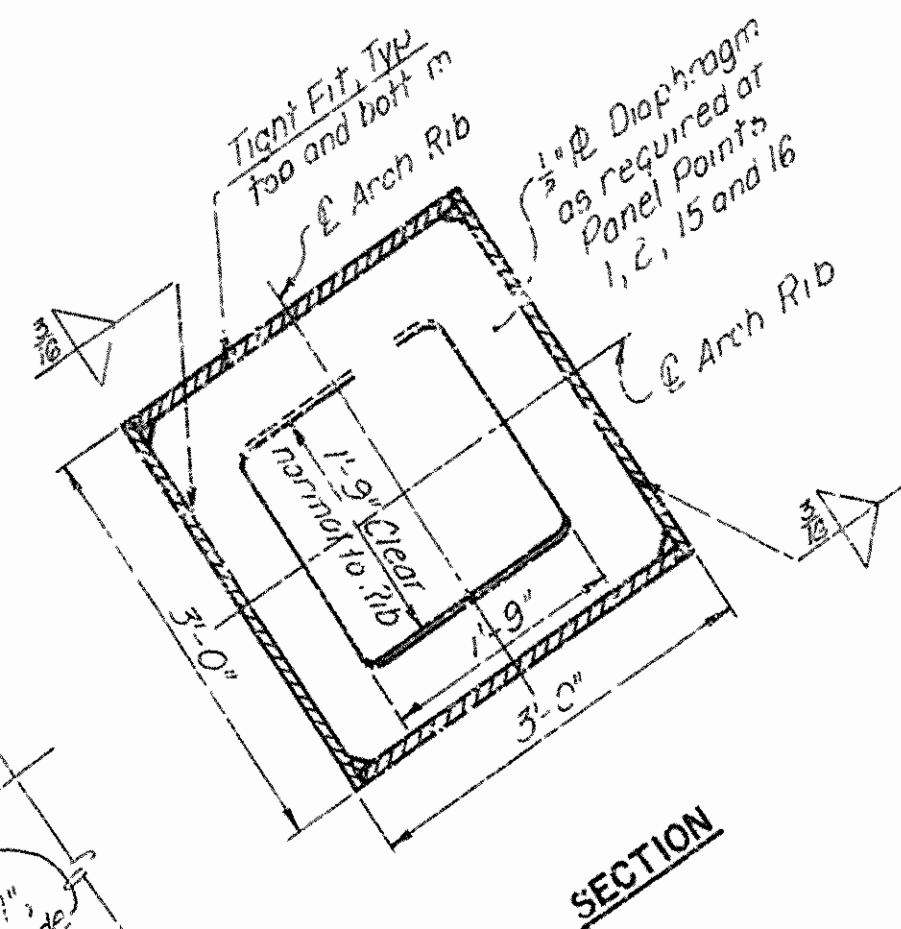 Tight Fit, Typ
top and bottom
℄ Arch Rib
℄ Diaphragm
as required at
Panel Points
1, 2, 15 and 16
℄ Arch Rib
3/16
3/16
1'-9" Clear
normal to Rib
1'-9"
3'-0"
3'-0"
SECTION